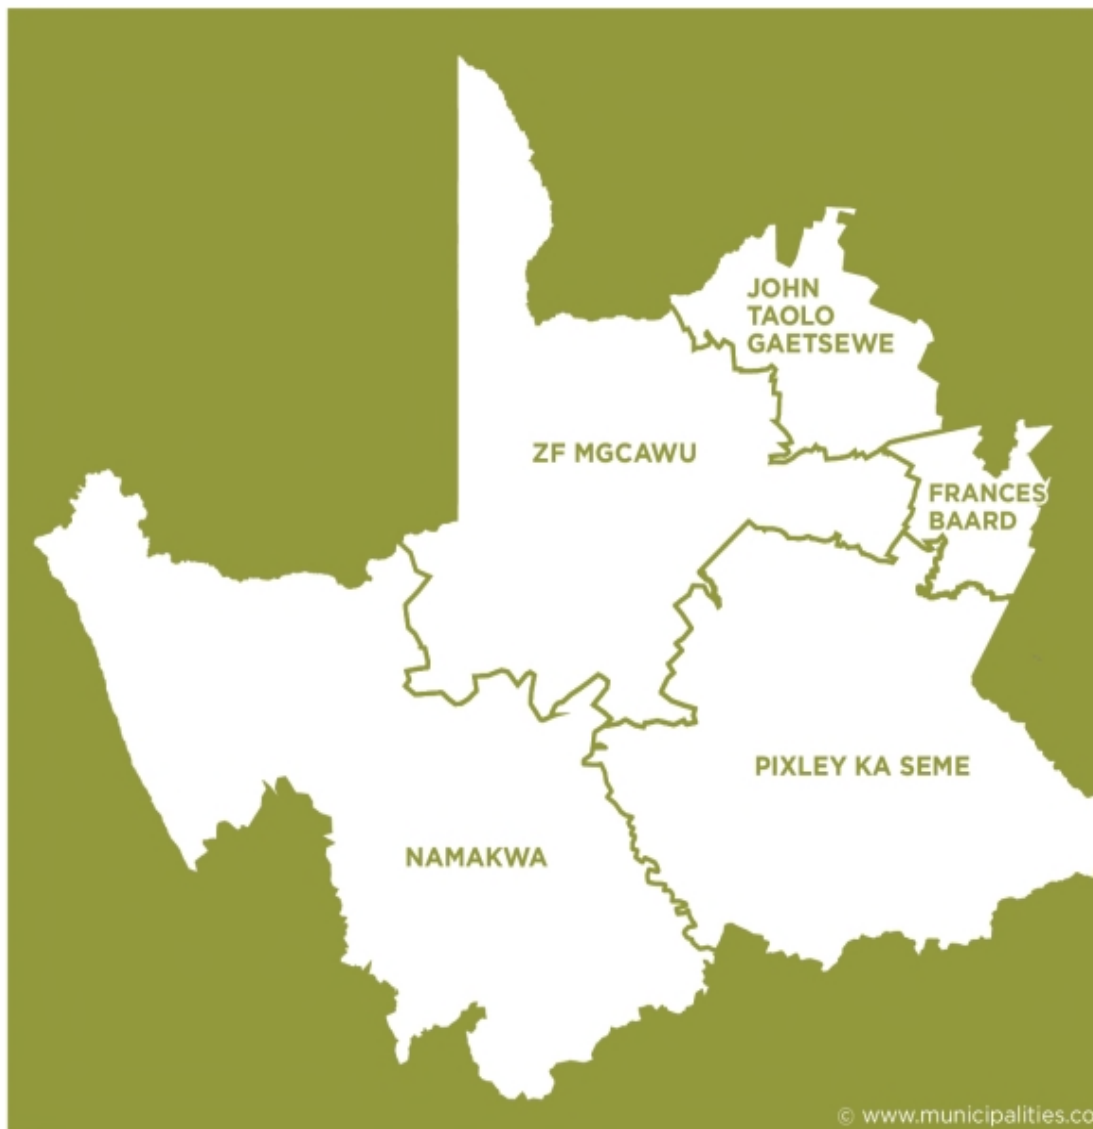 JOHN
TAOLO
GAETSEWE
ZF MGCAWU
FRANCES
BAARD
PIXLEY KA SEME
NAMAKWA
© www.municipalities.co